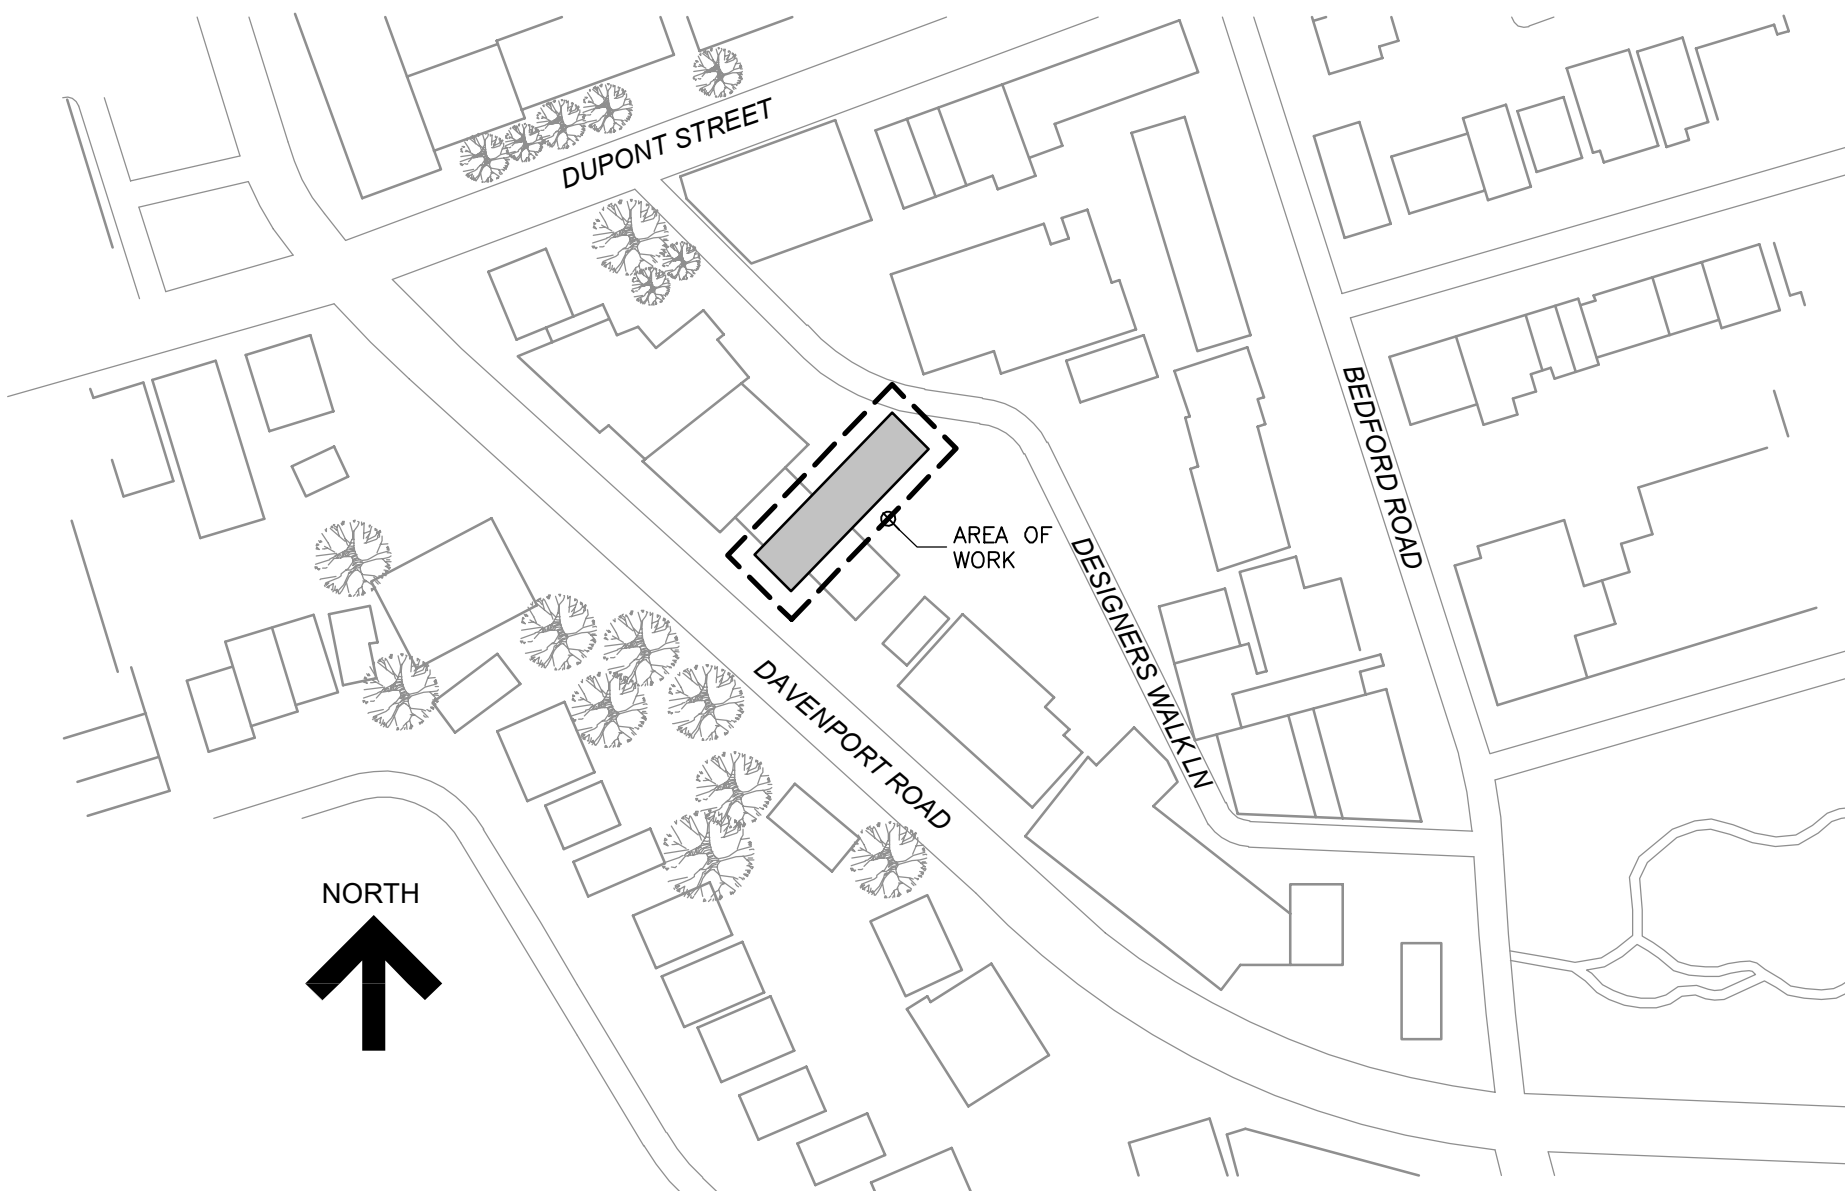 DUPONT STREET
BEDFORD ROAD
AREA OF
WORK
DESIGNERS WALK LN
DAVENPORT ROAD
NORTH